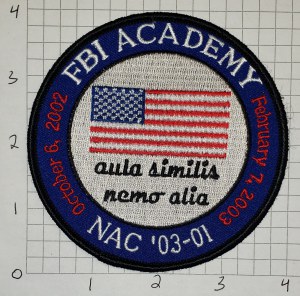 FBI ACADEMY
October 6, 2002
February 7, 2003
aula similis
nemo alia
NAC '03-01
4
3
2
1
0
1
2
3
4